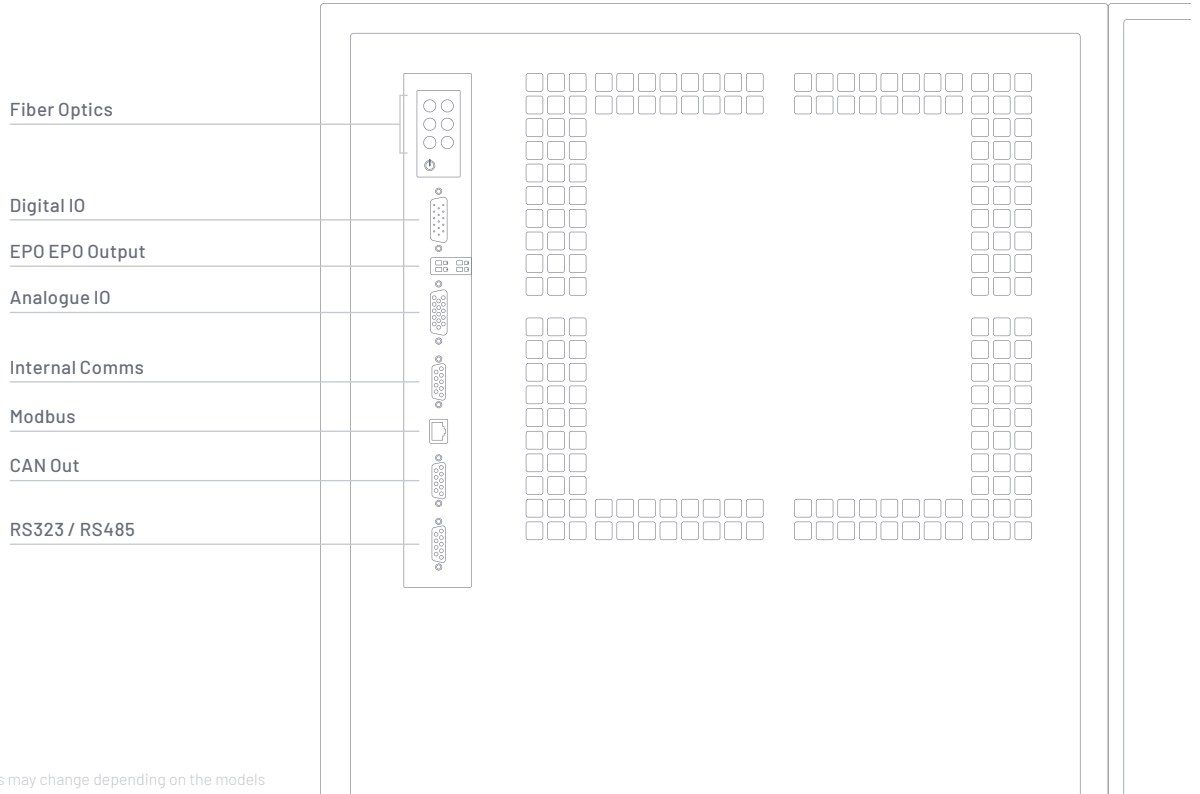 Fiber Optics
Digital IO
EPO EPO Output
Analogue IO
Internal Comms
Modbus
CAN Out
RS323 / RS485
may change depending on the models